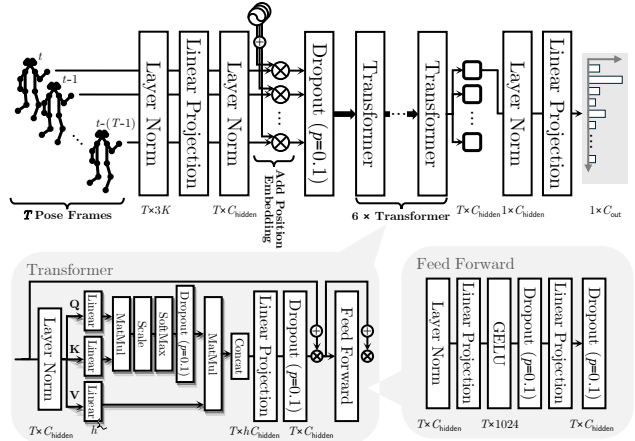 t
t-1
t-(T-1)
T Pose Frames
Layer Norm
Linear Projection
Layer Norm
Add Position
Embedding
Dropout (p=0.1)
Transformer
Transformer
6 × Transformer
Layer Norm
Linear Projection
T×3K
T×C_hidden
T×C_hidden
1×C_hidden
1×C_out
Transformer
Layer Norm
Q
K
V
Linear
Linear
Linear
h
MatMul
Scale
SoftMax
Dropout
(p=0.1)
MatMul
Concat
Linear Projection
Dropout (p=0.1)
Feed Forward
T×C_hidden
T×hC_hidden
T×C_hidden
Feed Forward
Layer Norm
Linear Projection
GELU
Dropout (p=0.1)
Linear Projection
Dropout (p=0.1)
T×C_hidden
T×1024
T×C_hidden